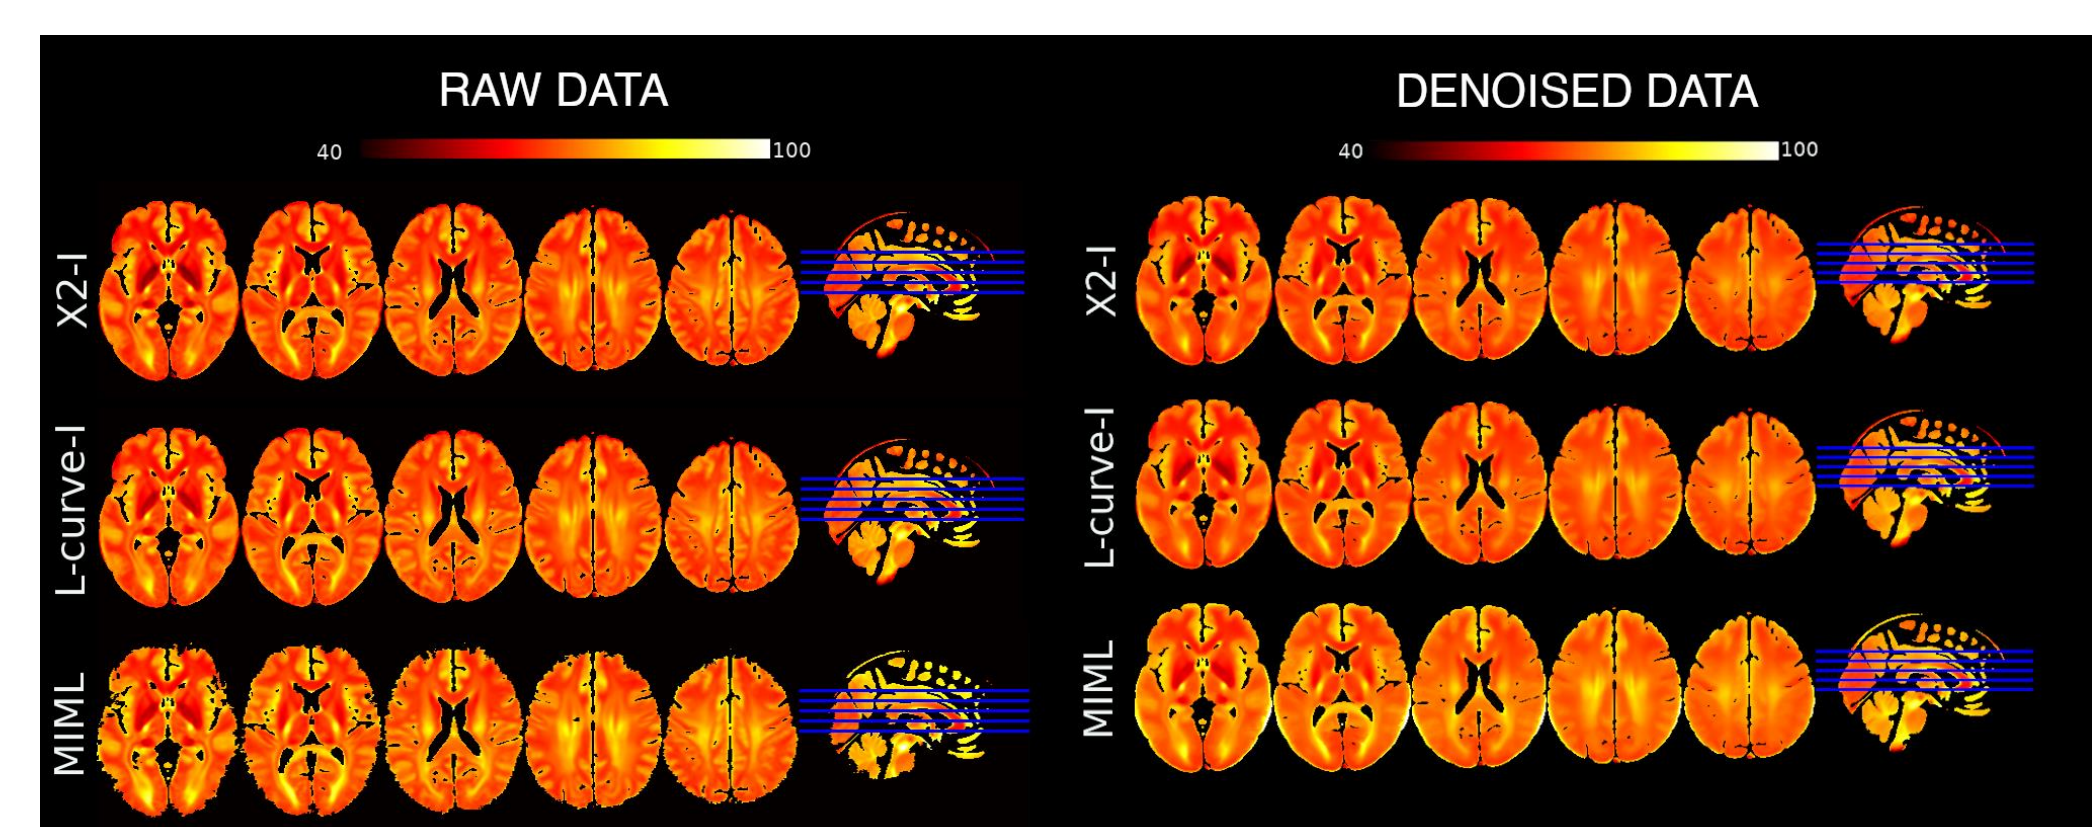 RAW DATA
40 100
X2-I
L-curve-I
MIML
DENOISED DATA
40 100
X2-I
L-curve-I
MIML